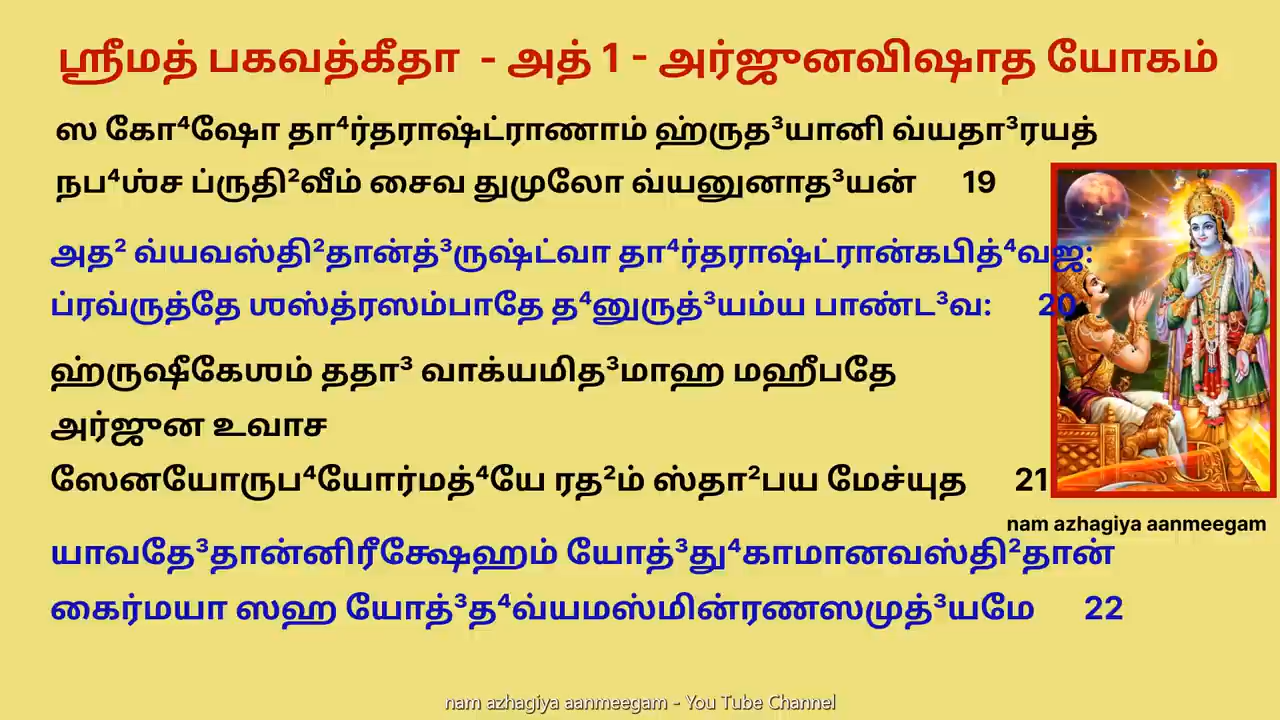 ஸ்ரீமத் பகவத்கீதா - அத் 1 - அர்ஜுனவிஷாத யோகம்
ஸ கோ⁴ஷோ தா⁴ர்தராஷ்ட்ராணாம் ஹ்ருத³யானி வ்யதா³ரயத்
நப⁴ஶ்ச ப்ருதி²வீம் சைவ துமுலோ வ்யனுனாத³யன் 19
அத² வ்யவஸ்தி²தான்த்³ருஷ்ட்வா தா⁴ர்தராஷ்ட்ரான்கபித்⁴வஜ:
ப்ரவ்ருத்தே ஶஸ்த்ரஸம்பாதே த⁴னுருத்³யம்ய பாண்ட³வ: 20
ஹ்ருஷீகேஶம் ததா³ வாக்யமித³மாஹ மஹீபதே
அர்ஜுன உவாச
ஸேனயோருப⁴யோர்மத்⁴யே ரத²ம் ஸ்தா²பய மேச்யுத 21
nam azhagiya aanmeegam
யாவதே³தான்னிரீக்ஷேஹம் யோத்³து⁴காமானவஸ்தி²தான்
கைர்மயா ஸஹ யோத்³த⁴வ்யமஸ்மின்ரணஸமுத்³யமே 22
nam azhagiya aanmeegam - You Tube Channel